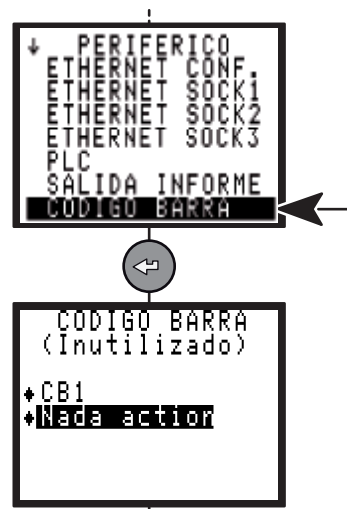 PERIFERICO
ETHERNET CONF.
ETHERNET SOCK1
ETHERNET SOCK2
ETHERNET SOCK3
PLC
SALIDA INFORME
CODIGO BARRA
CODIGO BARRA
(Inutilizado)
CB1
Nada action